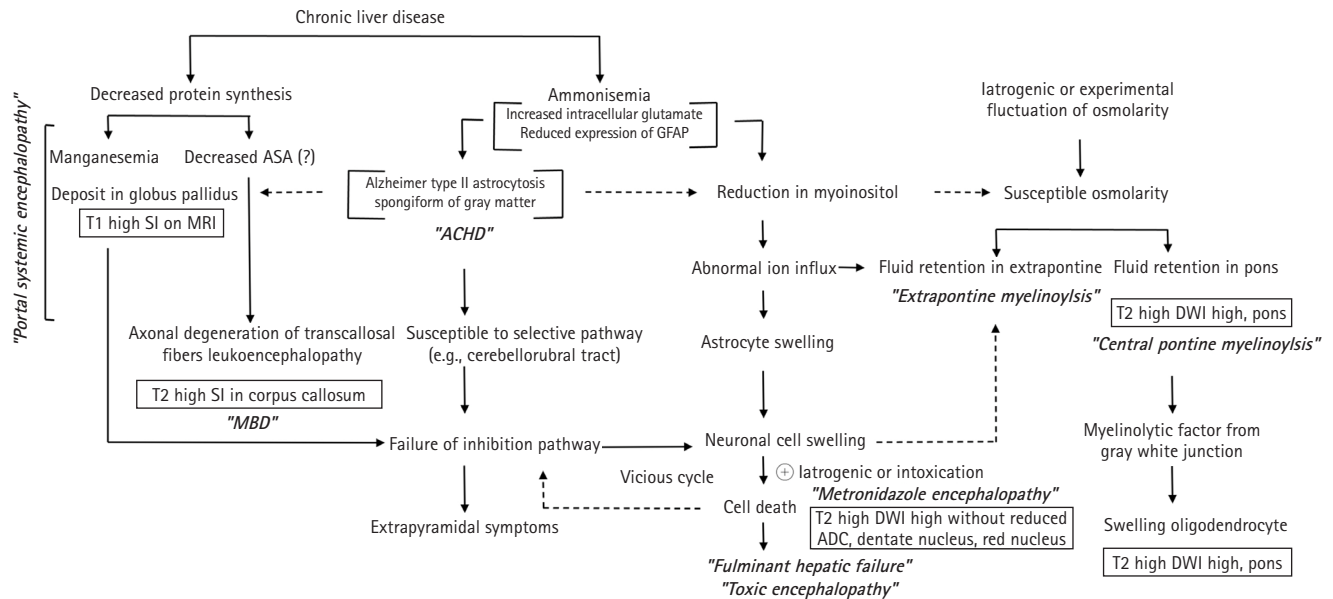 Chronic liver disease
"Portal systemic encephalopathy"
Decreased protein synthesis
Manganesemia
Decreased ASA (?)
Deposit in globus pallidus
T1 high SI on MRI
Axonal degeneration of transcallosal
fibers leukoencephalopathy
T2 high SI in corpus callosum
"MBD"
Ammonisemia
Increased intracellular glutamate
Reduced expression of GFAP
Alzheimer type II astrocytosis
spongiform of gray matter
"ACHD"
Susceptible to selective pathway
(e.g., cerebellorubral tract)
Failure of inhibition pathway
Extrapyramidal symptoms
Vicious cycle
Reduction in myoinositol
Abnormal ion influx
Astrocyte swelling
Neuronal cell swelling
+ Iatrogenic or intoxication
"Metronidazole encephalopathy"
Cell death
T2 high DWI high without reduced
ADC, dentate nucleus, red nucleus
"Fulminant hepatic failure"
"Toxic encephalopathy"
Iatrogenic or experimental
fluctuation of osmolarity
Susceptible osmolarity
Fluid retention in extrapontine
"Extrapontine myelinoylsis"
Fluid retention in pons
T2 high DWI high, pons
"Central pontine myelinoylsis"
Myelinolytic factor from
gray white junction
Swelling oligodendrocyte
T2 high DWI high, pons